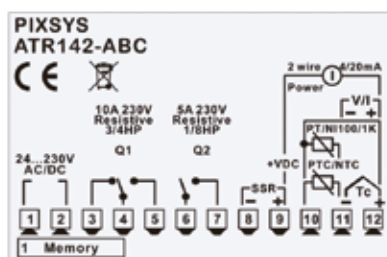 PIXSYS
ATR142-ABC
CE
2 wire 4/20mA
Power
V/I
- +
10A 230V
Resistive
3/4HP
5A 230V
Resistive
1/8HP
PT/NI100/1K
Q1
Q2
24...230V
AC/DC
+VDC
PTC/NTC
SSR
- +
Tc
- +
1 2 3 4 5 6 7 8 9 10 11 12
1 Memory